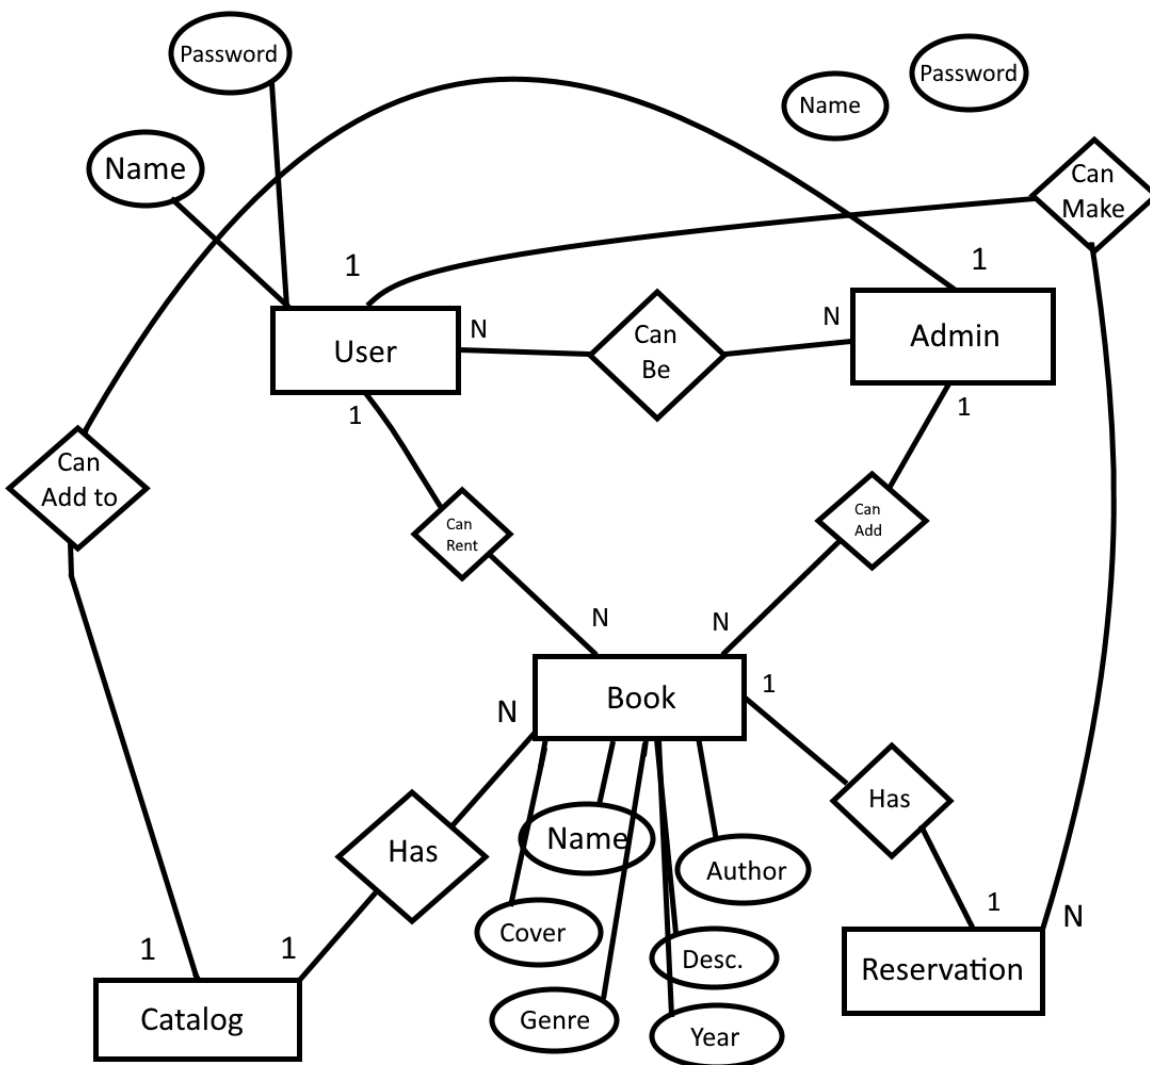 Password
Password
Name
Name
Can
Make
1
1
N
N
User
Can
Be
Admin
1
1
Can
Add to
Can
Rent
Can
Add
N
N
Book
1
N
Has
Has
Name
Author
Cover
Desc.
Genre
Year
1
N
1
1
Reservation
Catalog